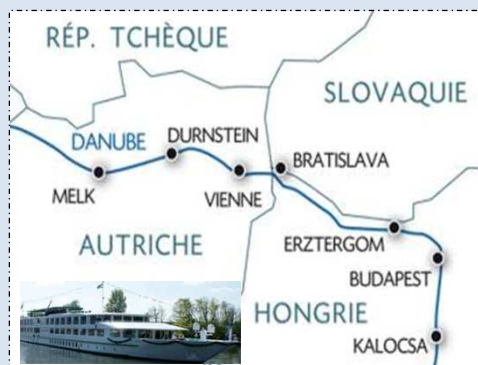 RÉP. TCHÈQUE
SLOVAQUIE
DANUBE
DURNSTEIN
BRATISLAVA
MELK
VIENNE
AUTRICHE
ERZTERGOM
BUDAPEST
HONGRIE
KALOCSA